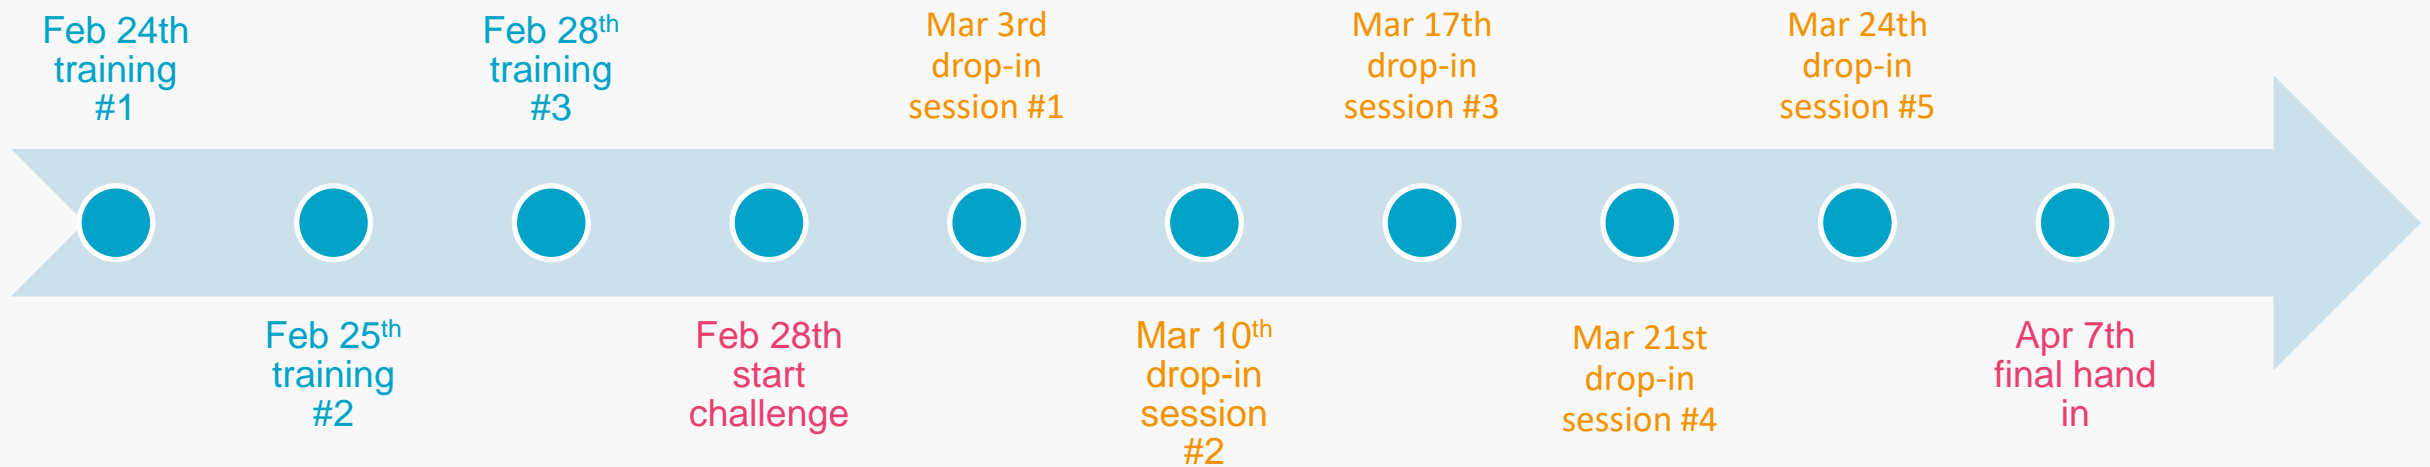 Feb 24th
training
#1
Feb 28th
training
#3
Mar 3rd
drop-in
session #1
Mar 17th
drop-in
session #3
Mar 24th
drop-in
session #5
Feb 25th
training
#2
Feb 28th
start
challenge
Mar 10th
drop-in
session
#2
Mar 21st
drop-in
session #4
Apr 7th
final hand
in